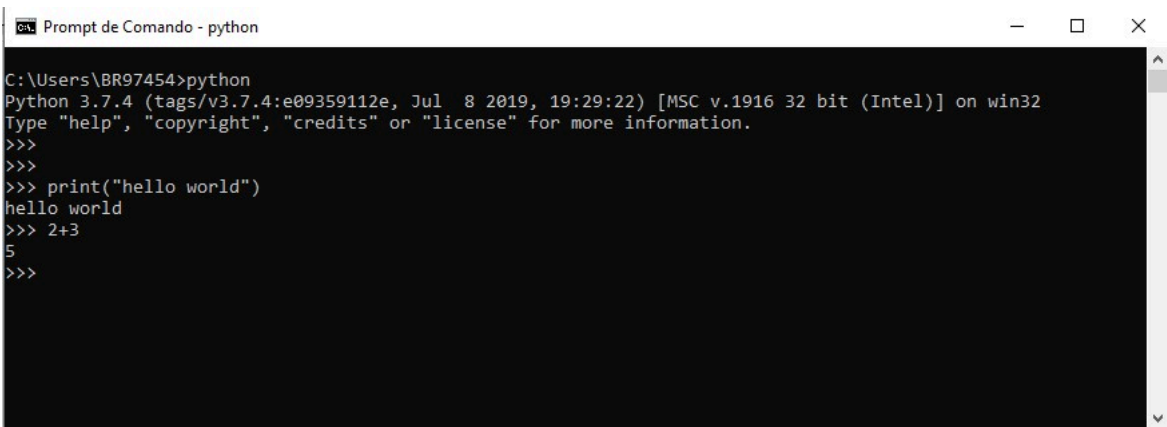 Prompt de Comando - python
C:\Users\BR97454>python
Python 3.7.4 (tags/v3.7.4:e09359112e, Jul  8 2019, 19:29:22) [MSC v.1916 32 bit (Intel)] on win32
Type "help", "copyright", "credits" or "license" for more information.
>>>
>>>
>>> print("hello world")
hello world
>>> 2+3
5
>>>